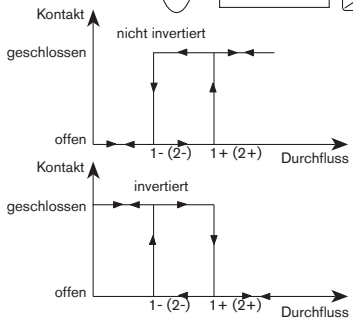 Kontakt
nicht invertiert
geschlossen
offen
1- (2-) 1+ (2+)
Durchfluss
Kontakt
invertiert
geschlossen
offen
1- (2-) 1+ (2+)
Durchfluss